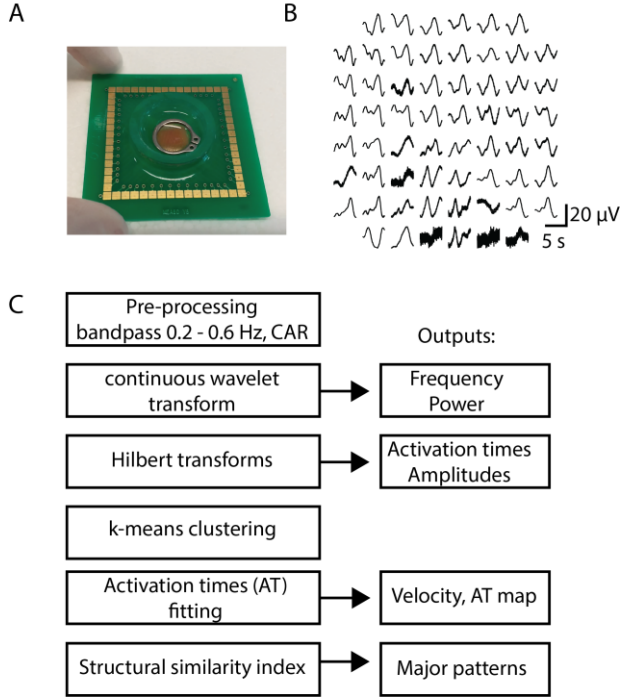 A
B
20 µV
5 s
C
Pre-processing
bandpass 0.2 - 0.6 Hz, CAR
Outputs:
continuous wavelet
transform
Frequency
Power
Hilbert transforms
Activation times
Amplitudes
k-means clustering
Activation times (AT)
fitting
Velocity, AT map
Structural similarity index
Major patterns